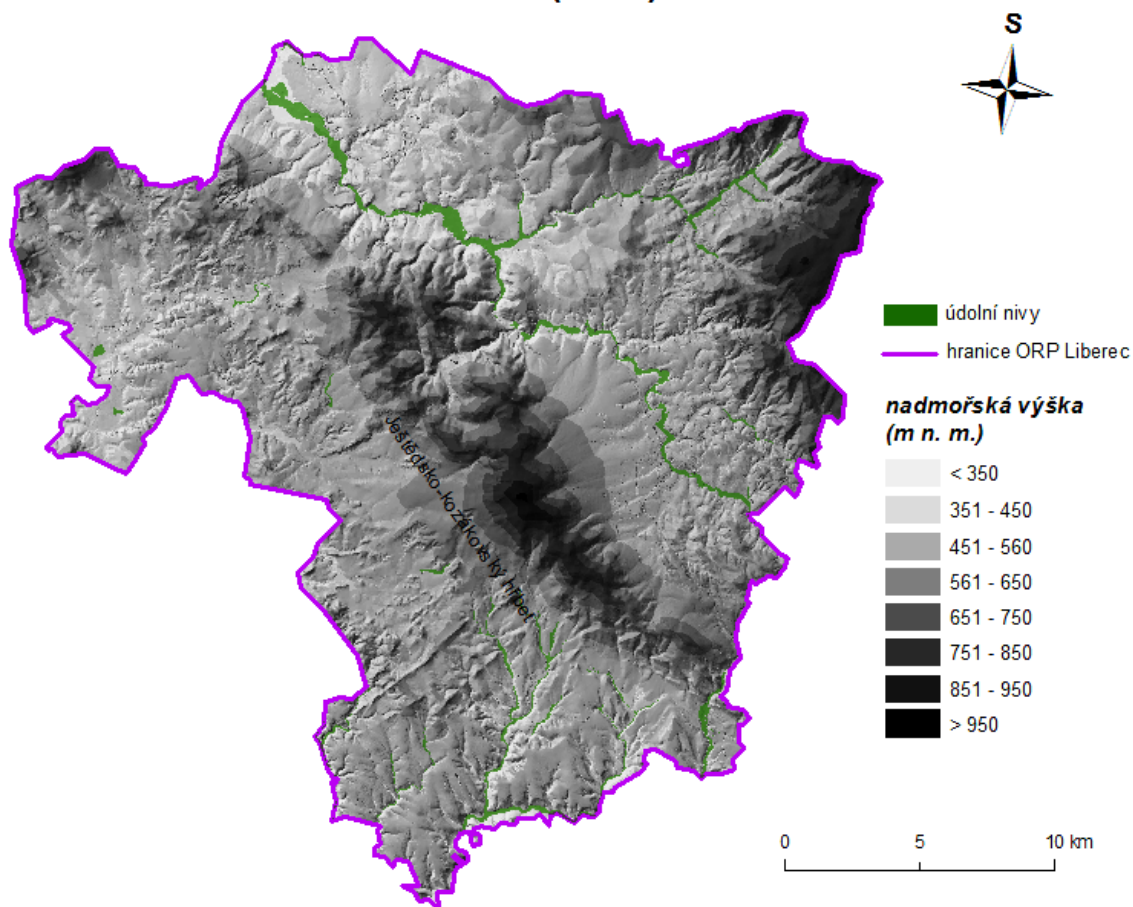 S
údolní nivy
hranice ORP Liberec
nadmořská výška
(m n. m.)
< 350
351 - 450
451 - 560
561 - 650
651 - 750
751 - 850
851 - 950
> 950
Ještědsko-kozákovský hřbet
0 5 10 km